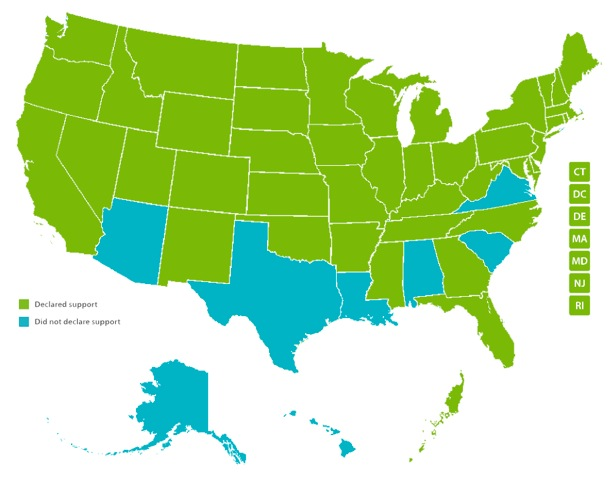 CT
DC
DE
MA
MD
NJ
RI
Declared support
Did not declare support